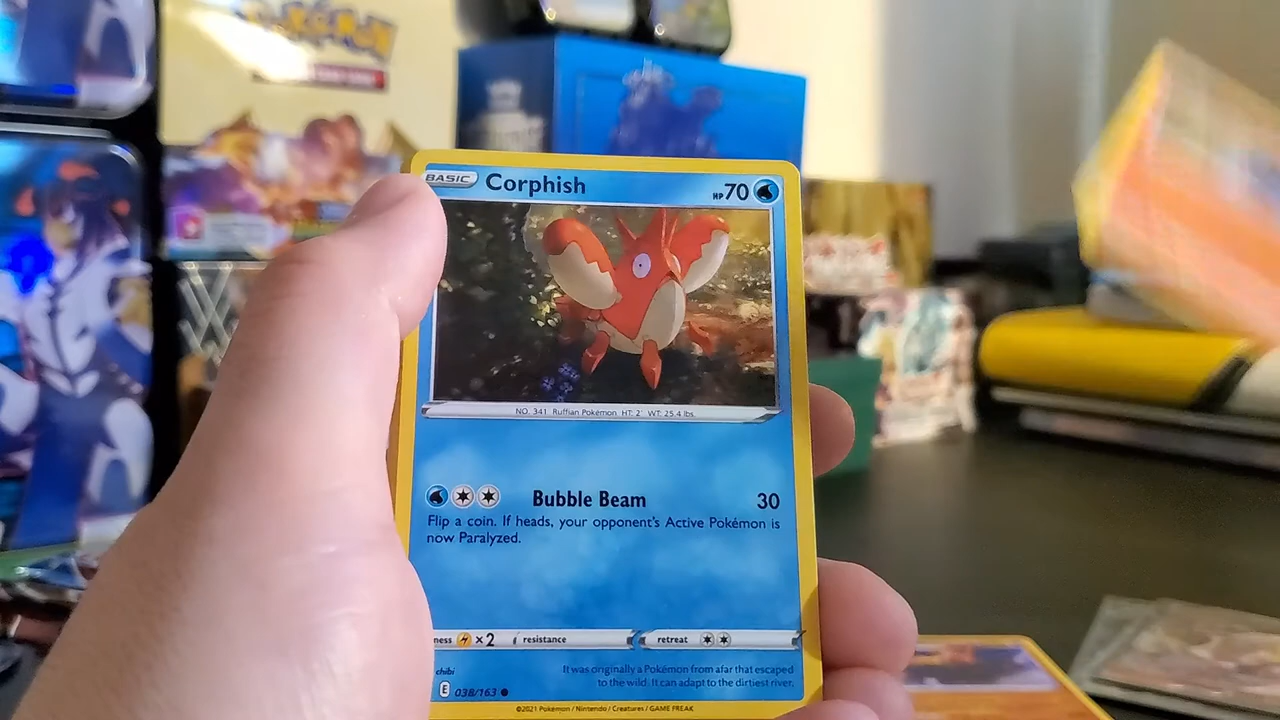 POKÉMON
BASIC Corphish HP 70
NO. 341 Ruffian Pokémon HT: 2' WT: 25.4 lbs.
Bubble Beam 30
Flip a coin. If heads, your opponent's Active Pokémon is
now Paralyzed.
ness ×2 resistance retreat
chibi
It was originally a Pokémon from afar that escaped
to the wild. It can adapt to the dirtiest river.
E 038/163
©2021 Pokémon / Nintendo / Creatures / GAME FREAK